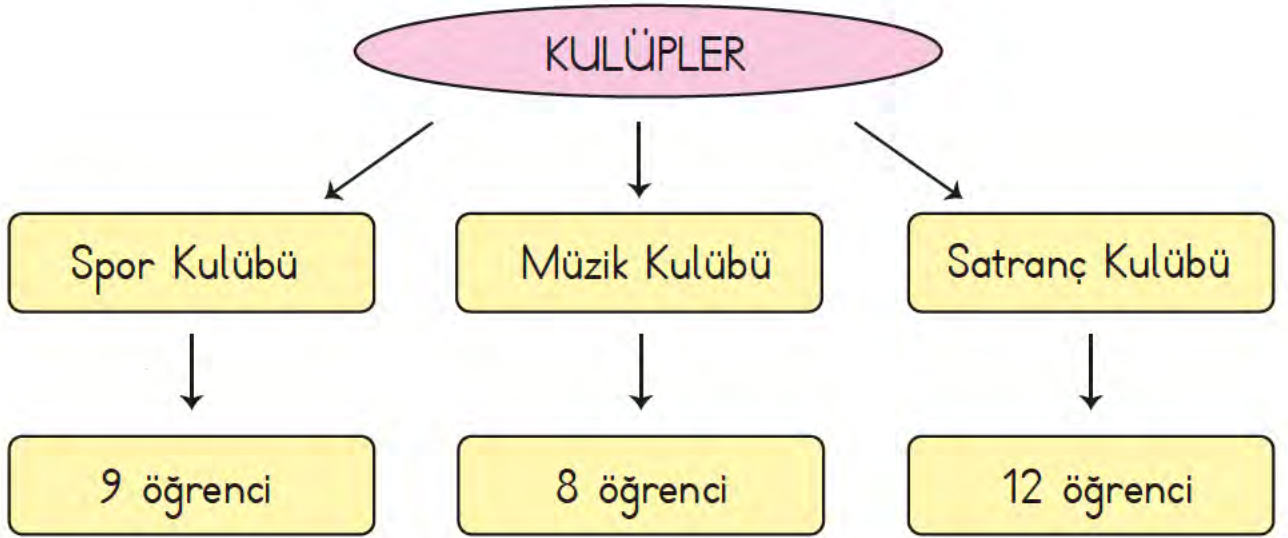 KULÜPLER
Spor Kulübü
Müzik Kulübü
Satranç Kulübü
9 öğrenci
8 öğrenci
12 öğrenci